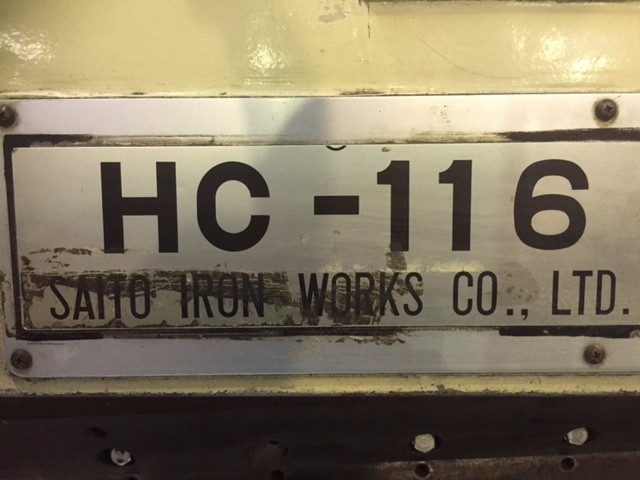 HC-116
SAITO IRON WORKS CO., LTD.